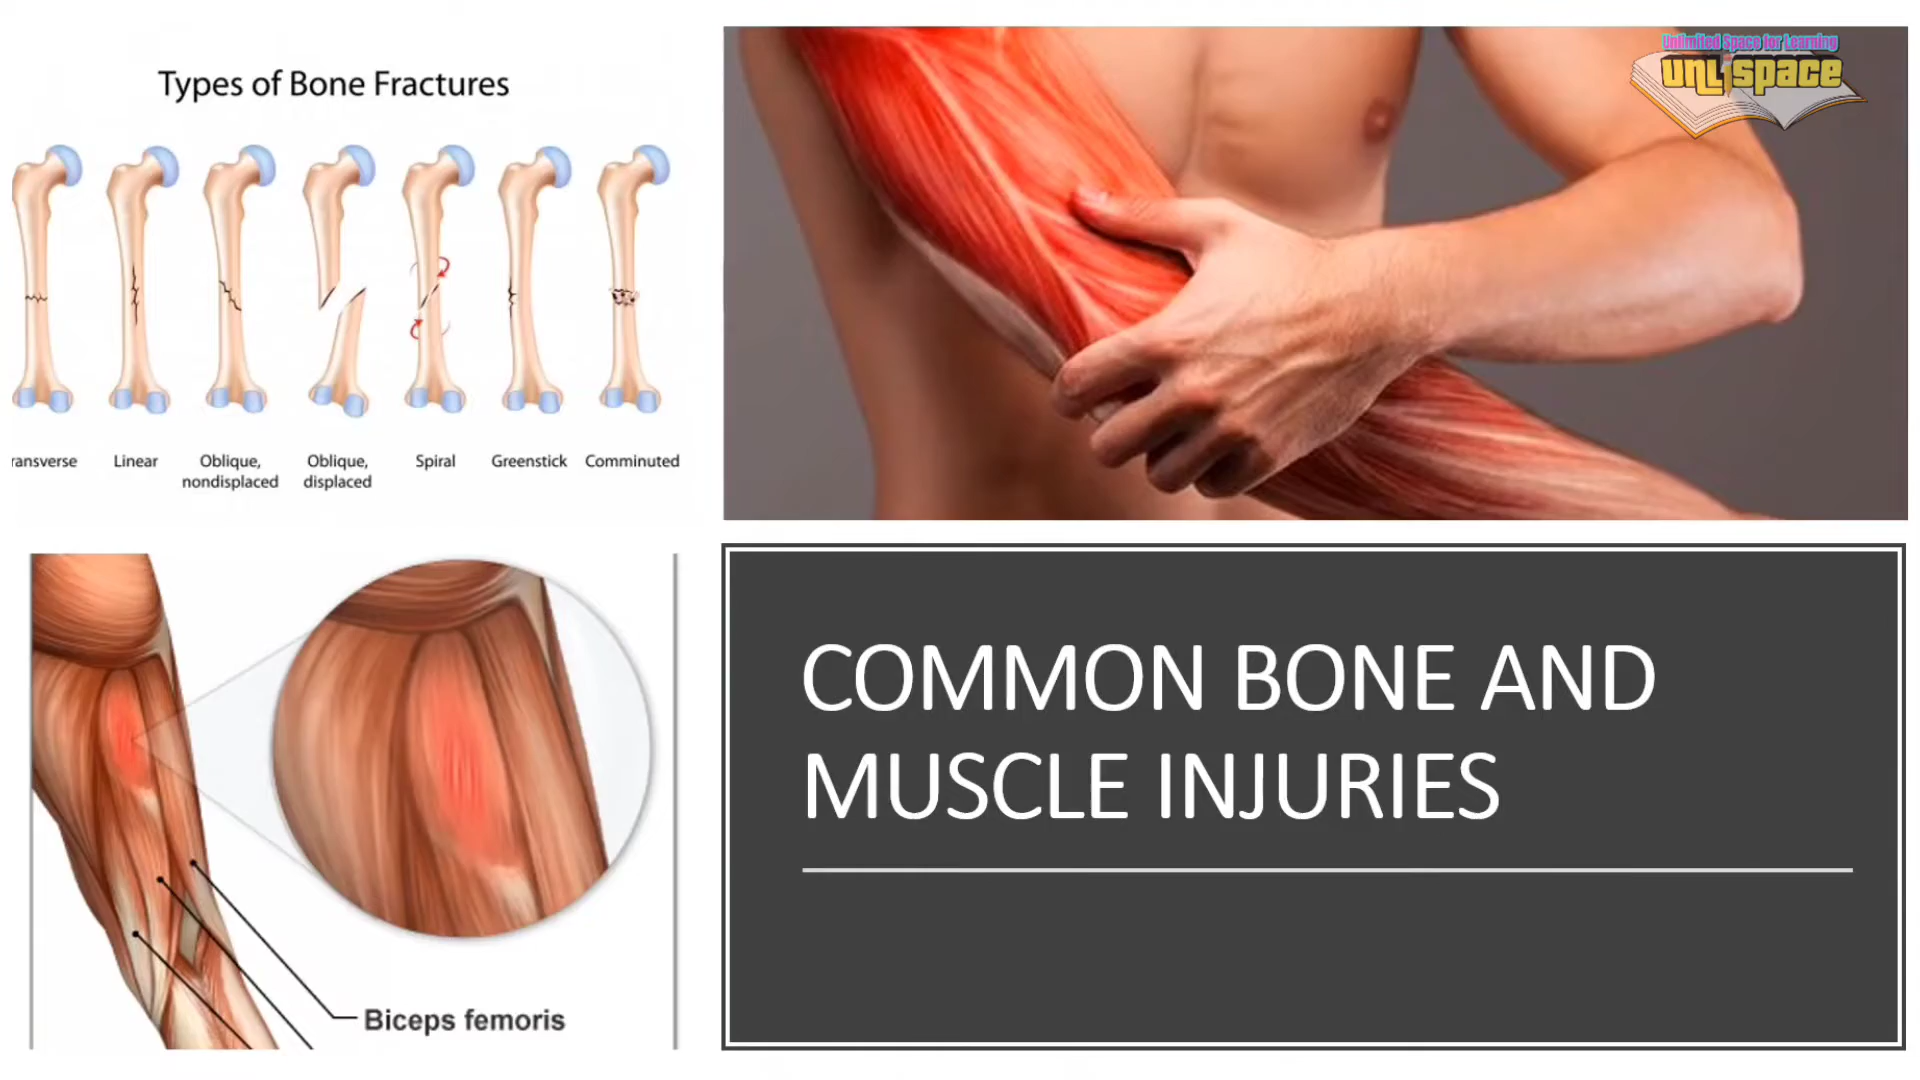 Types of Bone Fractures
ransverse
Linear
Oblique,
nondisplaced
Oblique,
displaced
Spiral
Greenstick
Comminuted
Unlimited Space for Learning
UNLISPACE
Biceps femoris
COMMON BONE AND
MUSCLE INJURIES